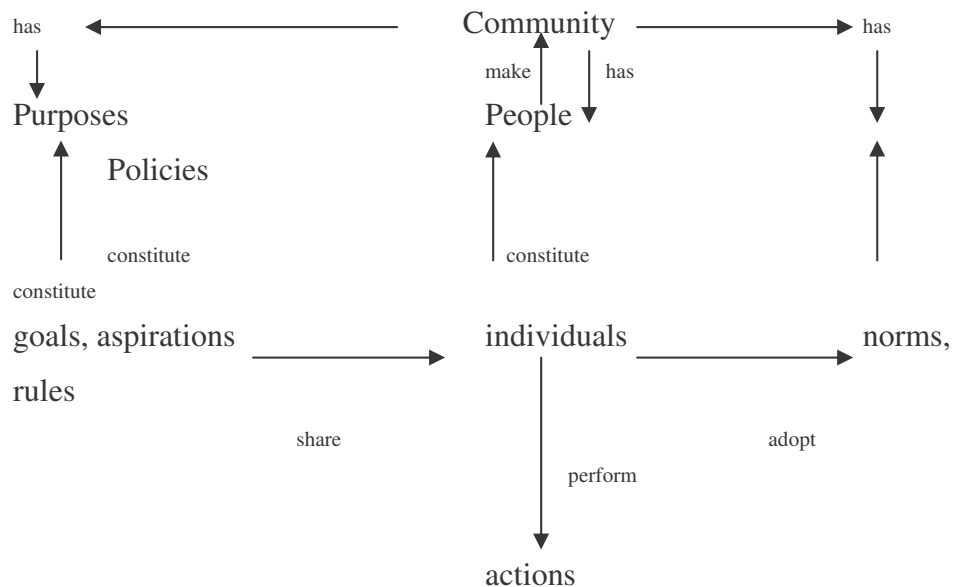 has Community has
make has
Purposes People
Policies
constitute constitute
constitute
goals, aspirations individuals norms,
rules
share adopt
perform
actions